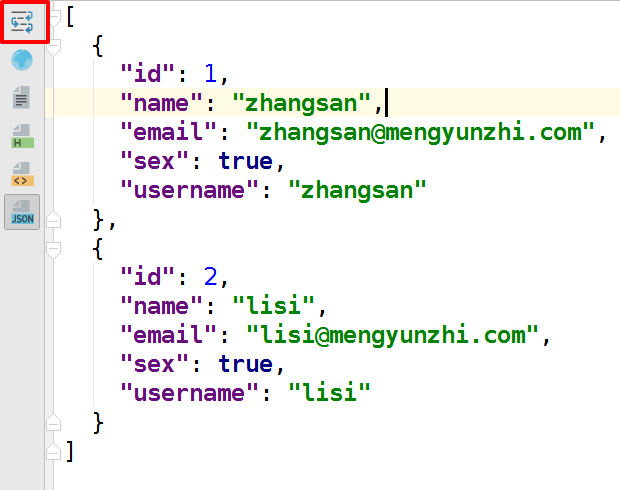 [
  {
    "id": 1,
    "name": "zhangsan",
    "email": "zhangsan@mengyunzhi.com",
    "sex": true,
    "username": "zhangsan"
  },
  {
    "id": 2,
    "name": "lisi",
    "email": "lisi@mengyunzhi.com",
    "sex": true,
    "username": "lisi"
  }
]
H
<>
JSON